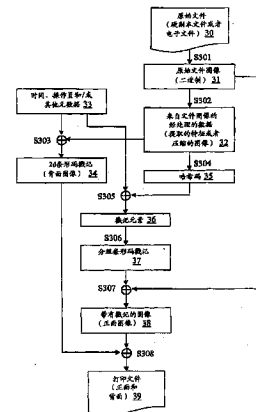 原始文件
(硬拷贝文件或者
电子文件) 30
S301
原始文件图像
(二进制) 31
S302
时间、操作员和/或
其他元数据 33
来自文件图像的
经处理的数据
(提取的特征或者
压缩的图像) 32
S303
S304
2d条形码戳记
(背面图像) 34
哈希码 35
S305
戳记元素 36
S306
分组条形码戳记
37
S307
带有戳记的图像
(正面图像) 38
S308
打印文件 39
(正面和
背面)